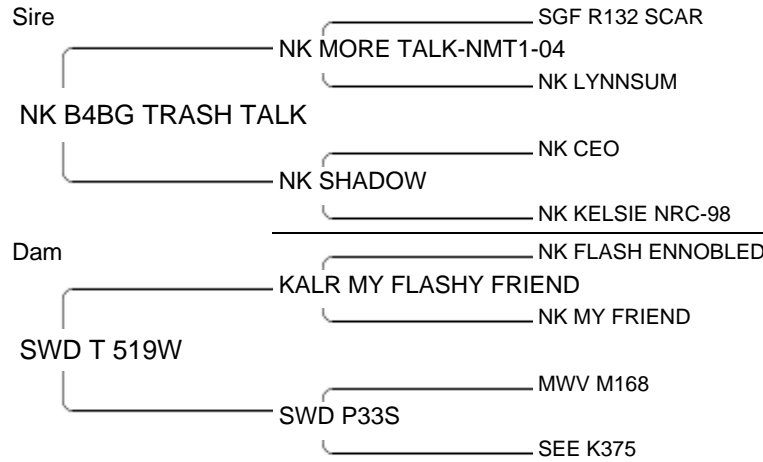 Sire
SGF R132 SCAR
NK MORE TALK-NMT1-04
NK LYNNSUM
NK B4BG TRASH TALK
NK CEO
NK SHADOW
NK KELSIE NRC-98
Dam
NK FLASH ENNOBLED
KALR MY FLASHY FRIEND
NK MY FRIEND
SWD T 519W
MWV M168
SWD P33S
SEE K375